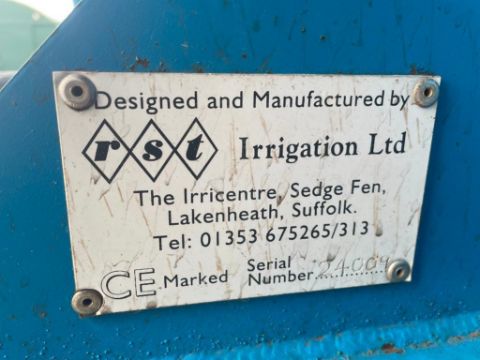 Designed and Manufactured by
rst Irrigation Ltd
The Irricentre, Sedge Fen,
Lakenheath, Suffolk.
Tel: 01353 675265/313
CE Marked Serial Number 24009